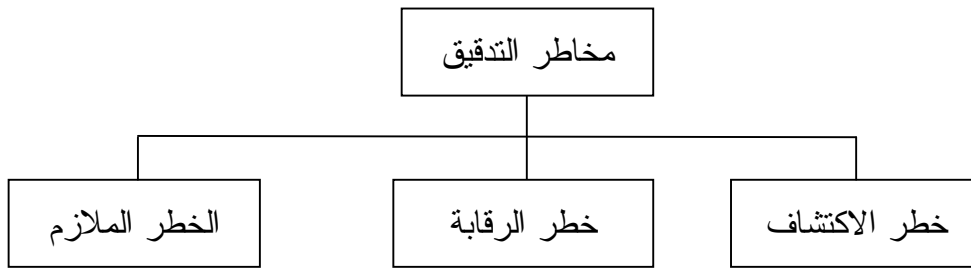 مخاطر التدقيق
خطر الاكتشاف
خطر الرقابة
الخطر الملازم